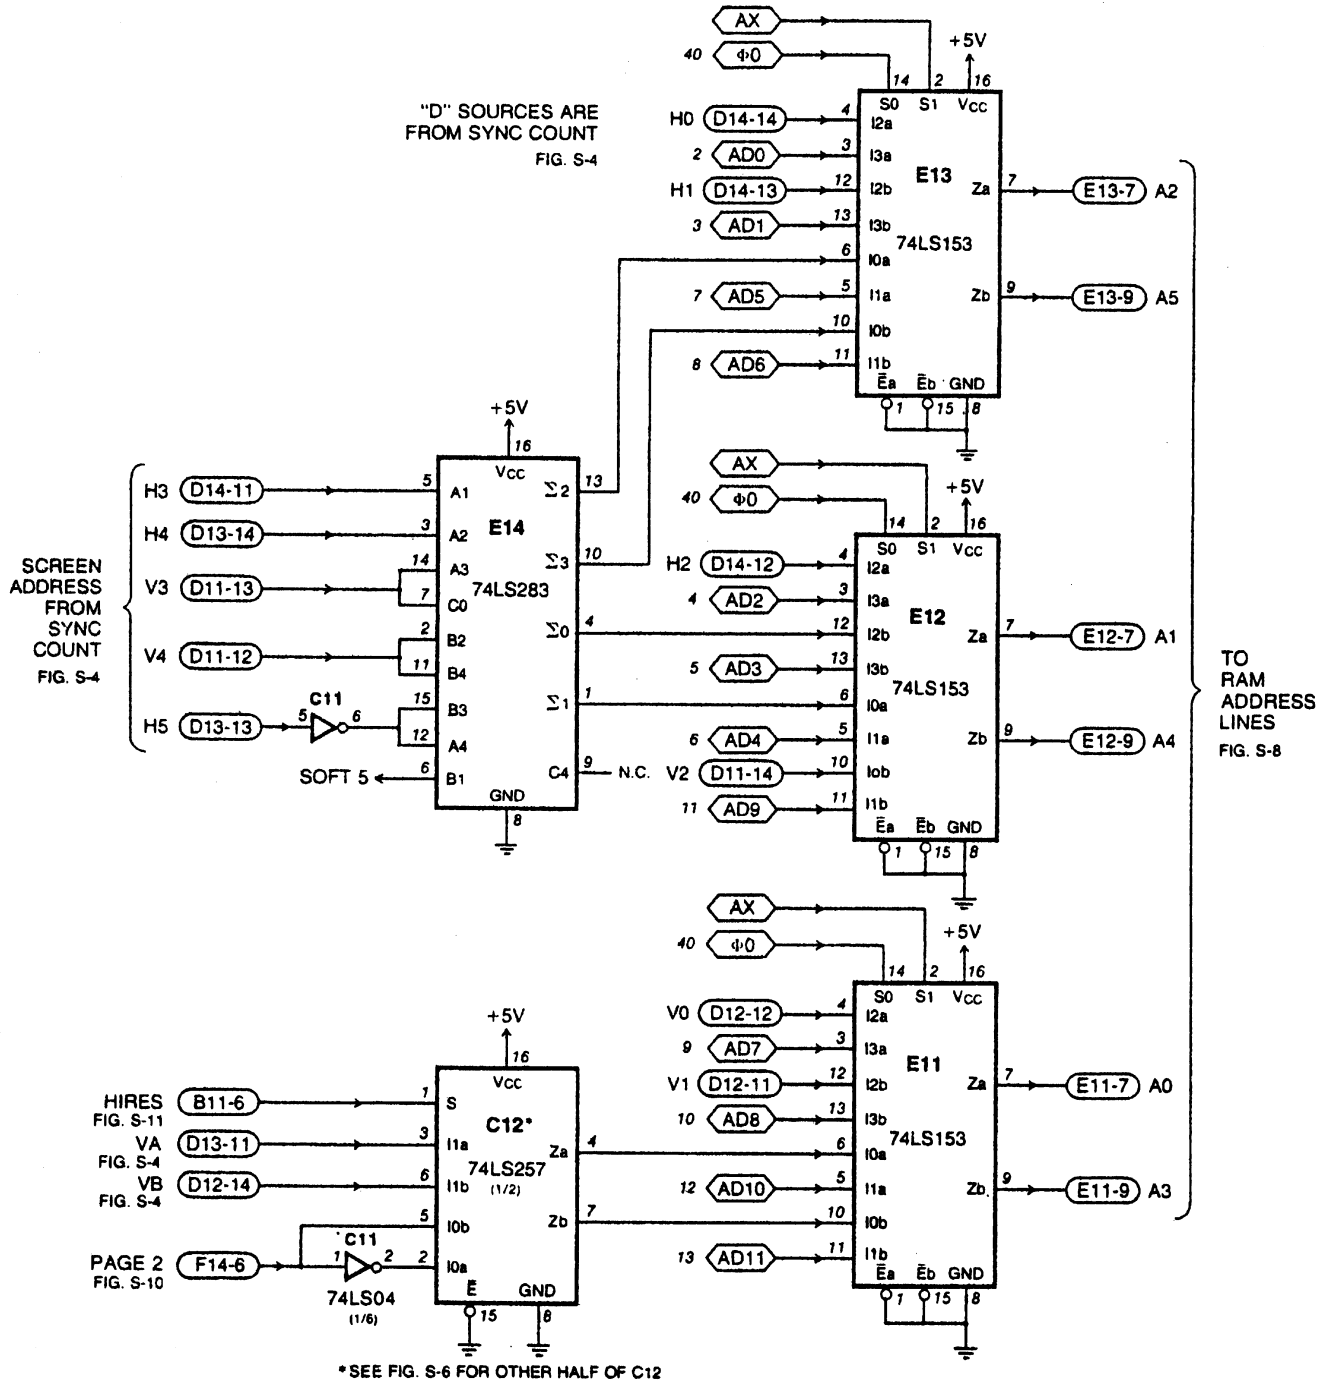 "D" SOURCES ARE
FROM SYNC COUNT
FIG. S-4
AX
40 Φ0
+5V
14 2 16
S0 S1 VCC
H0 D14-14 4 I2a
2 AD0 3 I3a
H1 D14-13 12 I2b
3 AD1 13 I3b
6 I0a
7 AD5 5 I1a
10 I0b
8 AD6 11 I1b
E13
74LS153
Za 7 E13-7 A2
Zb 9 E13-9 A5
Ea Eb GND
1 15 8
SCREEN
ADDRESS
FROM
SYNC
COUNT
FIG. S-4
+5V
16
VCC
H3 D14-11 5 A1
H4 D13-14 3 A2
V3 D11-13 14 A3
7 C0
V4 D11-12 2 B2
11 B4
C11
H5 D13-13 5 6 15 B3
12 A4
SOFT 5 6 B1
E14
74LS283
Σ2 13
Σ3 10
Σ0 4
Σ1 1
C4 9 N.C.
GND
8
AX
40 Φ0
+5V
14 2 16
S0 S1 VCC
H2 D14-12 4 I2a
4 AD2 3 I3a
12 I2b
5 AD3 13 I3b
6 I0a
6 AD4 5 I1a
V2 D11-14 10 I0b
11 AD9 11 I1b
E12
74LS153
Za 7 E12-7 A1
Zb 9 E12-9 A4
Ea Eb GND
1 15 8
TO
RAM
ADDRESS
LINES
FIG. S-8
AX
40 Φ0
+5V
14 2 16
S0 S1 VCC
V0 D12-12 4 I2a
9 AD7 3 I3a
V1 D12-11 12 I2b
10 AD8 13 I3b
6 I0a
12 AD10 5 I1a
10 I0b
13 AD11 11 I1b
E11
74LS153
Za 7 E11-7 A0
Zb 9 E11-9 A3
Ea Eb GND
1 15 8
+5V
16
VCC
HIRES B11-6 1 S
FIG. S-11
VA D13-11 3 I1a
FIG. S-4
VB D12-14 6 I1b
FIG. S-4
5 I0b
C11
PAGE 2 F14-6 1 2 2 I0a
FIG. S-10
74LS04
(1/6)
C12*
74LS257
(1/2)
Za 4
Zb 7
E GND
15 8
*SEE FIG. S-6 FOR OTHER HALF OF C12